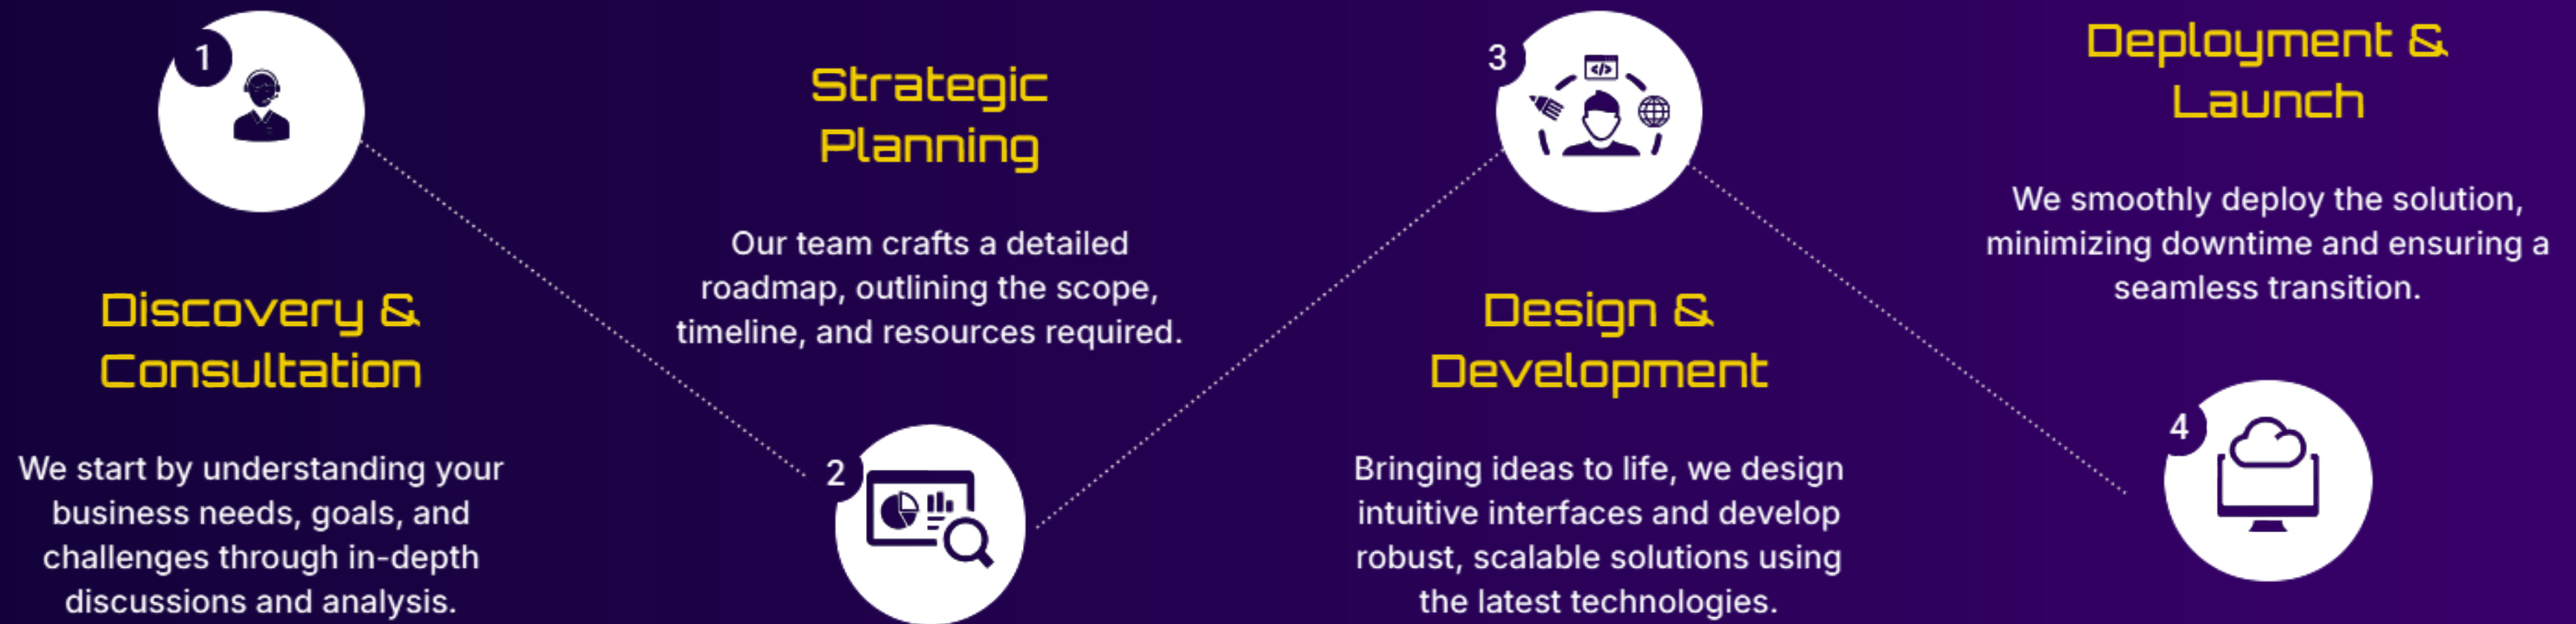 1
Discovery &
Consultation
We start by understanding your
business needs, goals, and
challenges through in-depth
discussions and analysis.
Strategic
Planning
Our team crafts a detailed
roadmap, outlining the scope,
timeline, and resources required.
2
3
</>
Design &
Development
Bringing ideas to life, we design
intuitive interfaces and develop
robust, scalable solutions using
the latest technologies.
Deployment &
Launch
We smoothly deploy the solution,
minimizing downtime and ensuring a
seamless transition.
4